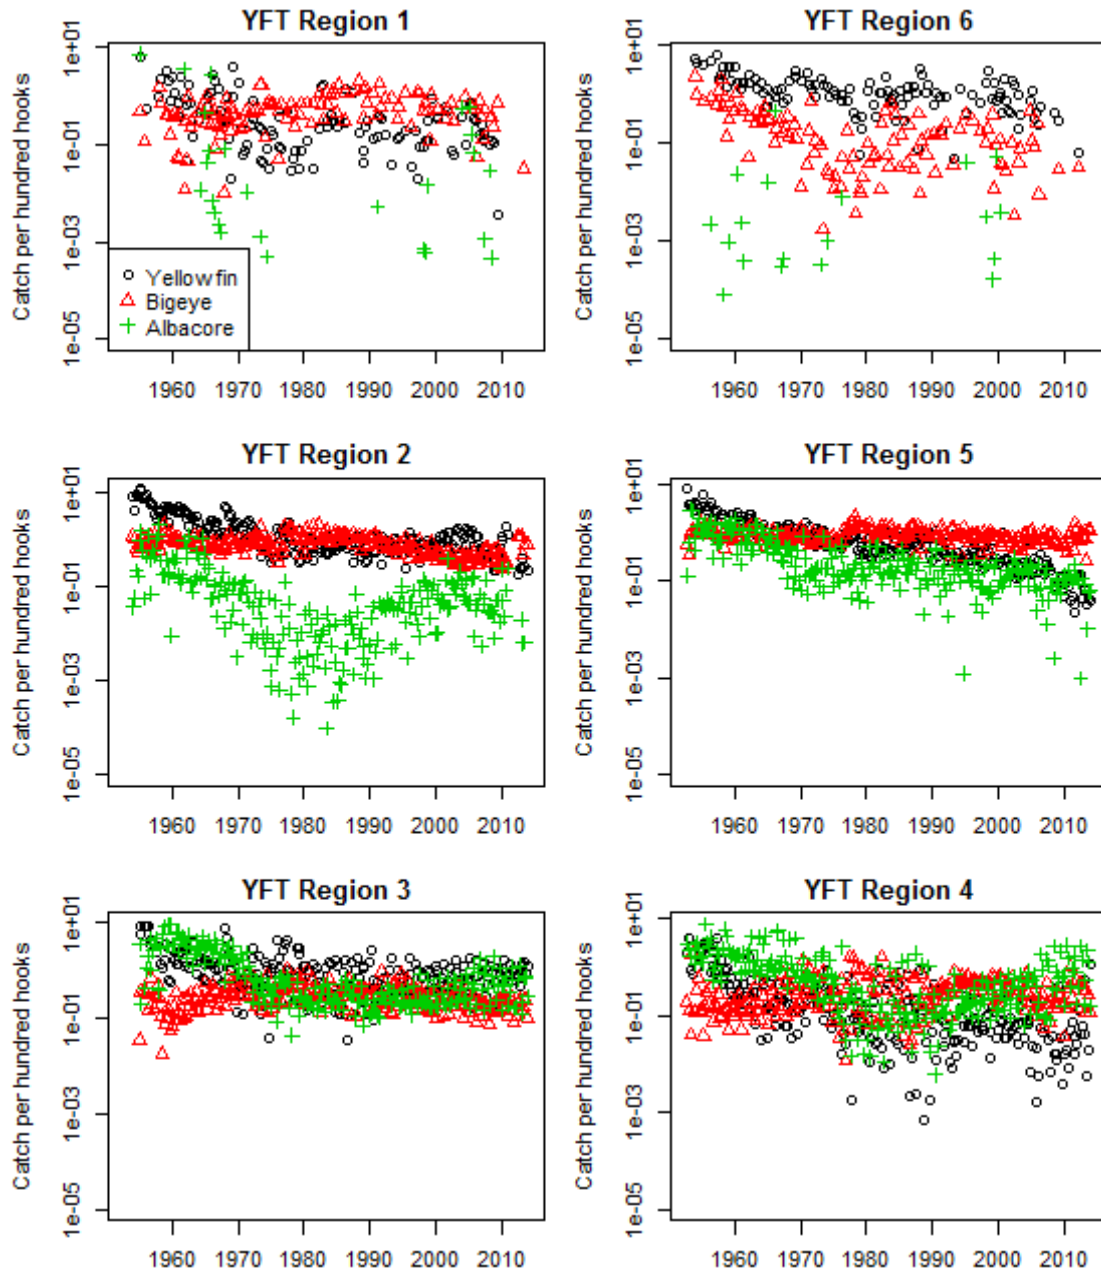 YFT Region 1
Catch per hundred hooks
1e+01
1e-01
1e-03
1e-05
Yellowfin
Bigeye
Albacore
1960 1970 1980 1990 2000 2010
YFT Region 6
Catch per hundred hooks
1e+01
1e-01
1e-03
1e-05
1960 1970 1980 1990 2000 2010
YFT Region 2
Catch per hundred hooks
1e+01
1e-01
1e-03
1e-05
1960 1970 1980 1990 2000 2010
YFT Region 5
Catch per hundred hooks
1e+01
1e-01
1e-03
1e-05
1960 1970 1980 1990 2000 2010
YFT Region 3
Catch per hundred hooks
1e+01
1e-01
1e-03
1e-05
1960 1970 1980 1990 2000 2010
YFT Region 4
Catch per hundred hooks
1e+01
1e-01
1e-03
1e-05
1960 1970 1980 1990 2000 2010